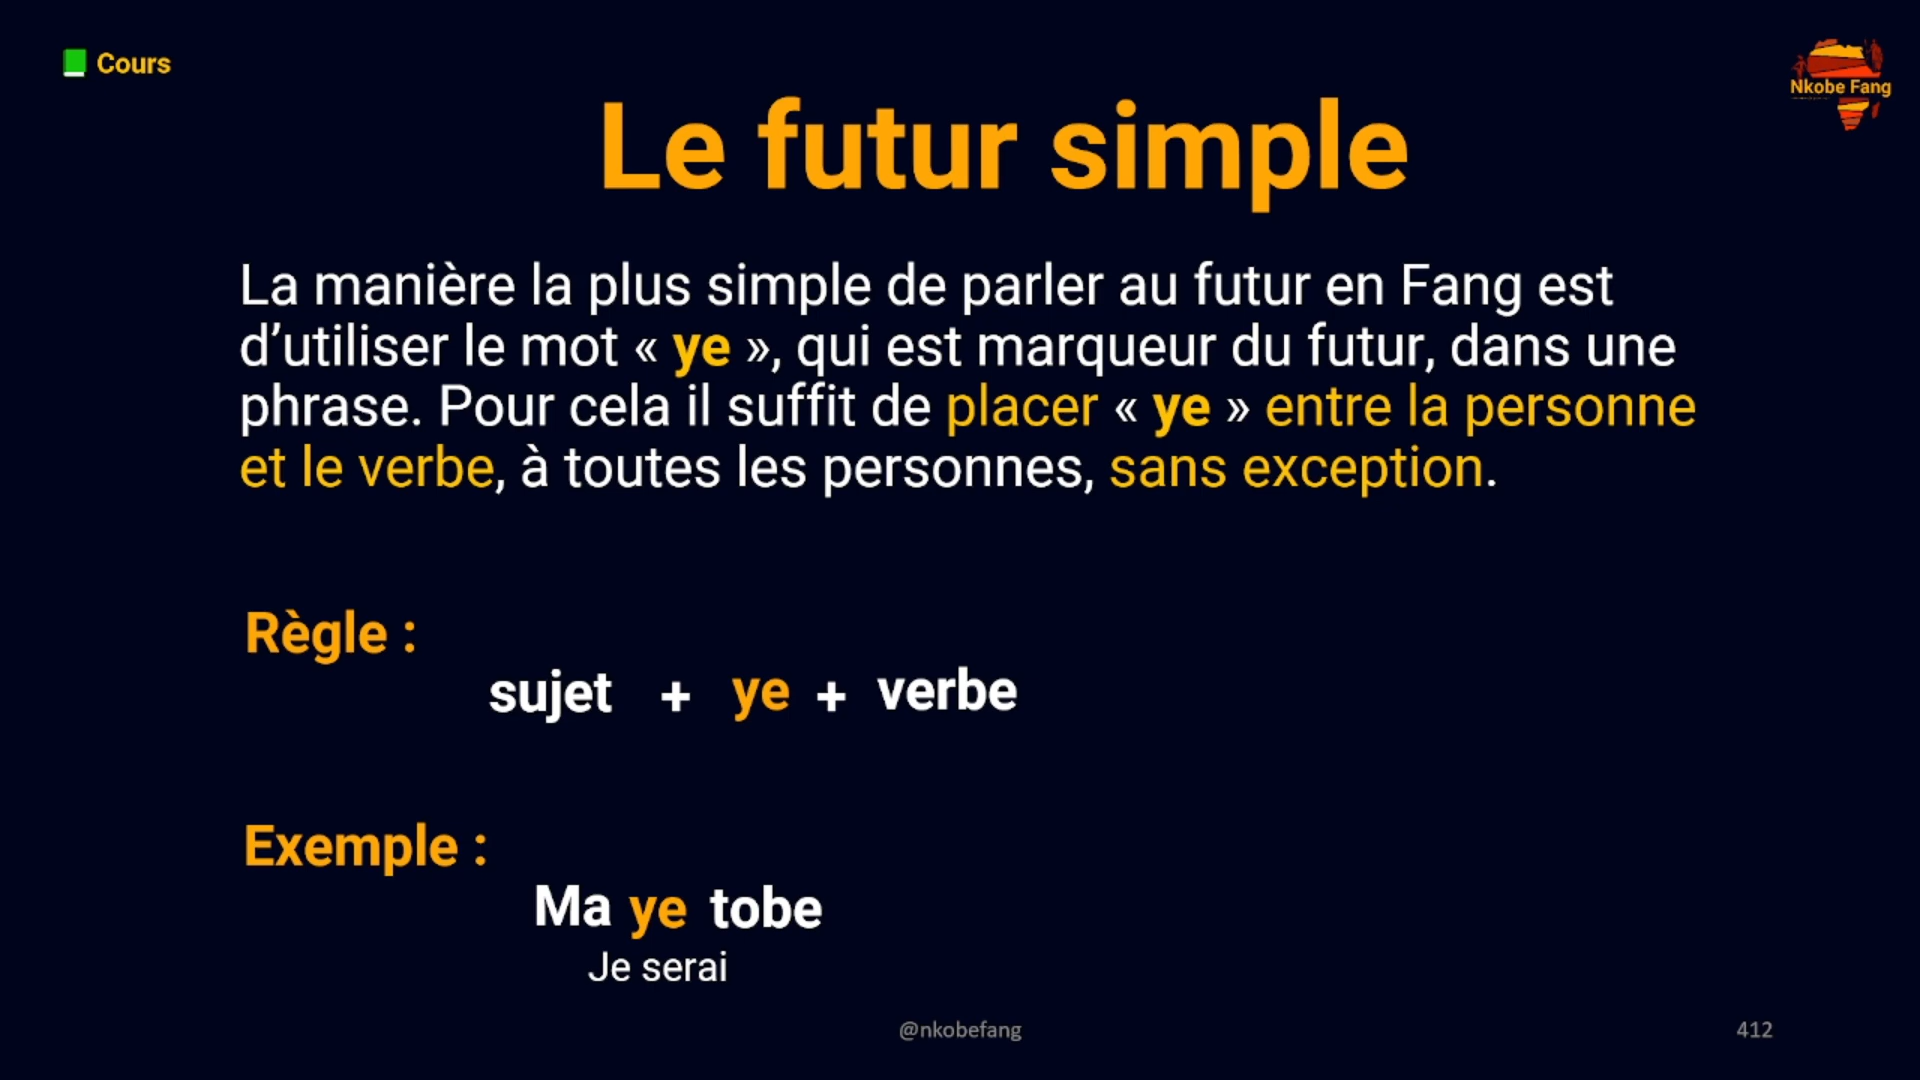 Cours
Nkobe Fang
Le futur simple
La manière la plus simple de parler au futur en Fang est
d’utiliser le mot « ye », qui est marqueur du futur, dans une
phrase. Pour cela il suffit de placer « ye » entre la personne
et le verbe, à toutes les personnes, sans exception.
Règle :
sujet + ye + verbe
Exemple :
Ma ye tobe
Je serai
@nkobefang
412